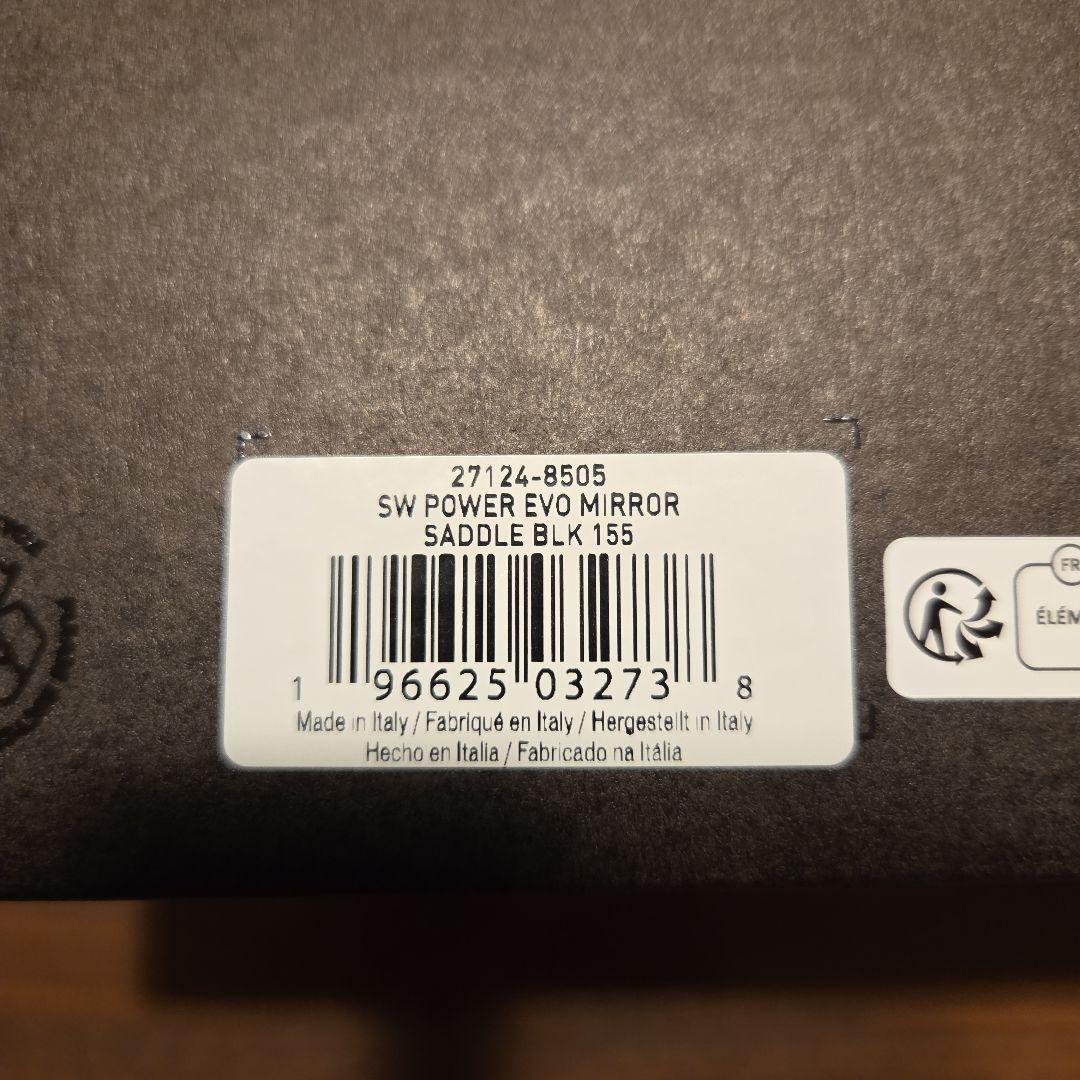 27124-8505
SW POWER EVO MIRROR
SADDLE BLK 155
1 96625 03273 8
Made in Italy / Fabriqué en Italy / Hergestellt in Italy
Hecho en Italia / Fabricado na Itália
FR